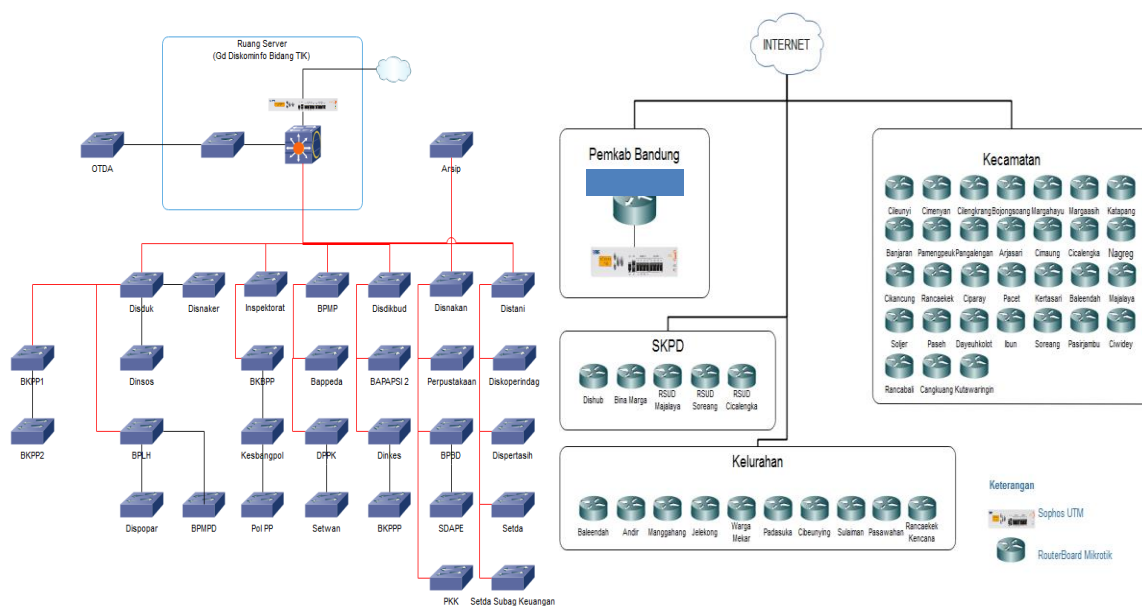 Ruang Server
(Gd Diskominfo Bidang TIK)
OTDA
Arsip
Disduk
Disnaker
Inspektorat
BPMP
Disdikbud
Disnakan
Distani
BKPP1
Dinsos
BKBPP
Bappeda
BAPAPSI 2
Perpustakaan
Diskoperindag
BKPP2
BPLH
Kesbangpol
DPPK
Dinkes
BPBD
Dispertasih
Dispopar
BPMPD
Pol PP
Setwan
BKPPP
SDAPE
Setda
PKK
Setda Subag Keuangan
INTERNET
Pemkab Bandung
SKPD
Dishub
Bina Marga
RSUD
Majalaya
RSUD
Soreang
RSUD
Cicalengka
Kecamatan
Cileunyi
Cimenyan
Cilengkrang
Bojongsoang
Margahayu
Margaasih
Katapang
Banjaran
Pamengpeuk
Pangalengan
Arjasari
Cimaung
Cicalengka
Nagreg
Cikancung
Rancaekek
Ciparay
Pacet
Kertasari
Baleendah
Majalaya
Soljer
Paseh
Dayeuhkolot
Ibun
Soreang
Pasirjambu
Ciwidey
Rancabali
Cangkuang
Kutawaringin
Kelurahan
Baleendah
Andir
Manggahang
Jelekong
Warga
Mekar
Padasuka
Cibeunying
Sulaiman
Pasawahan
Rancaekek
Kencana
Keterangan
Sophos UTM
RouterBoard Mikrotik